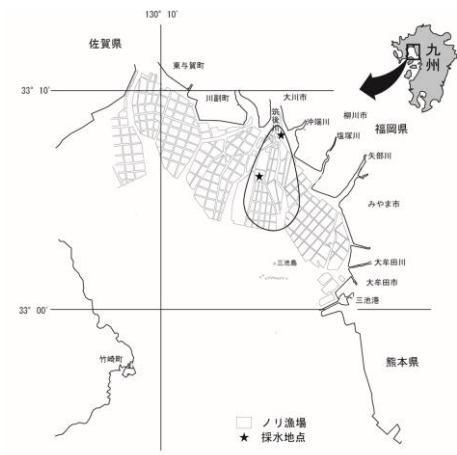 130° 10′
佐賀県
東与賀町
九州
33° 10′
川副町
大川市
筑後川
沖端川
柳川市
福岡県
塩塚川
矢部川
みやま市
三池島
大牟田川
大牟田市
33° 00′
三池港
竹崎町
熊本県
ノリ漁場
★ 採水地点